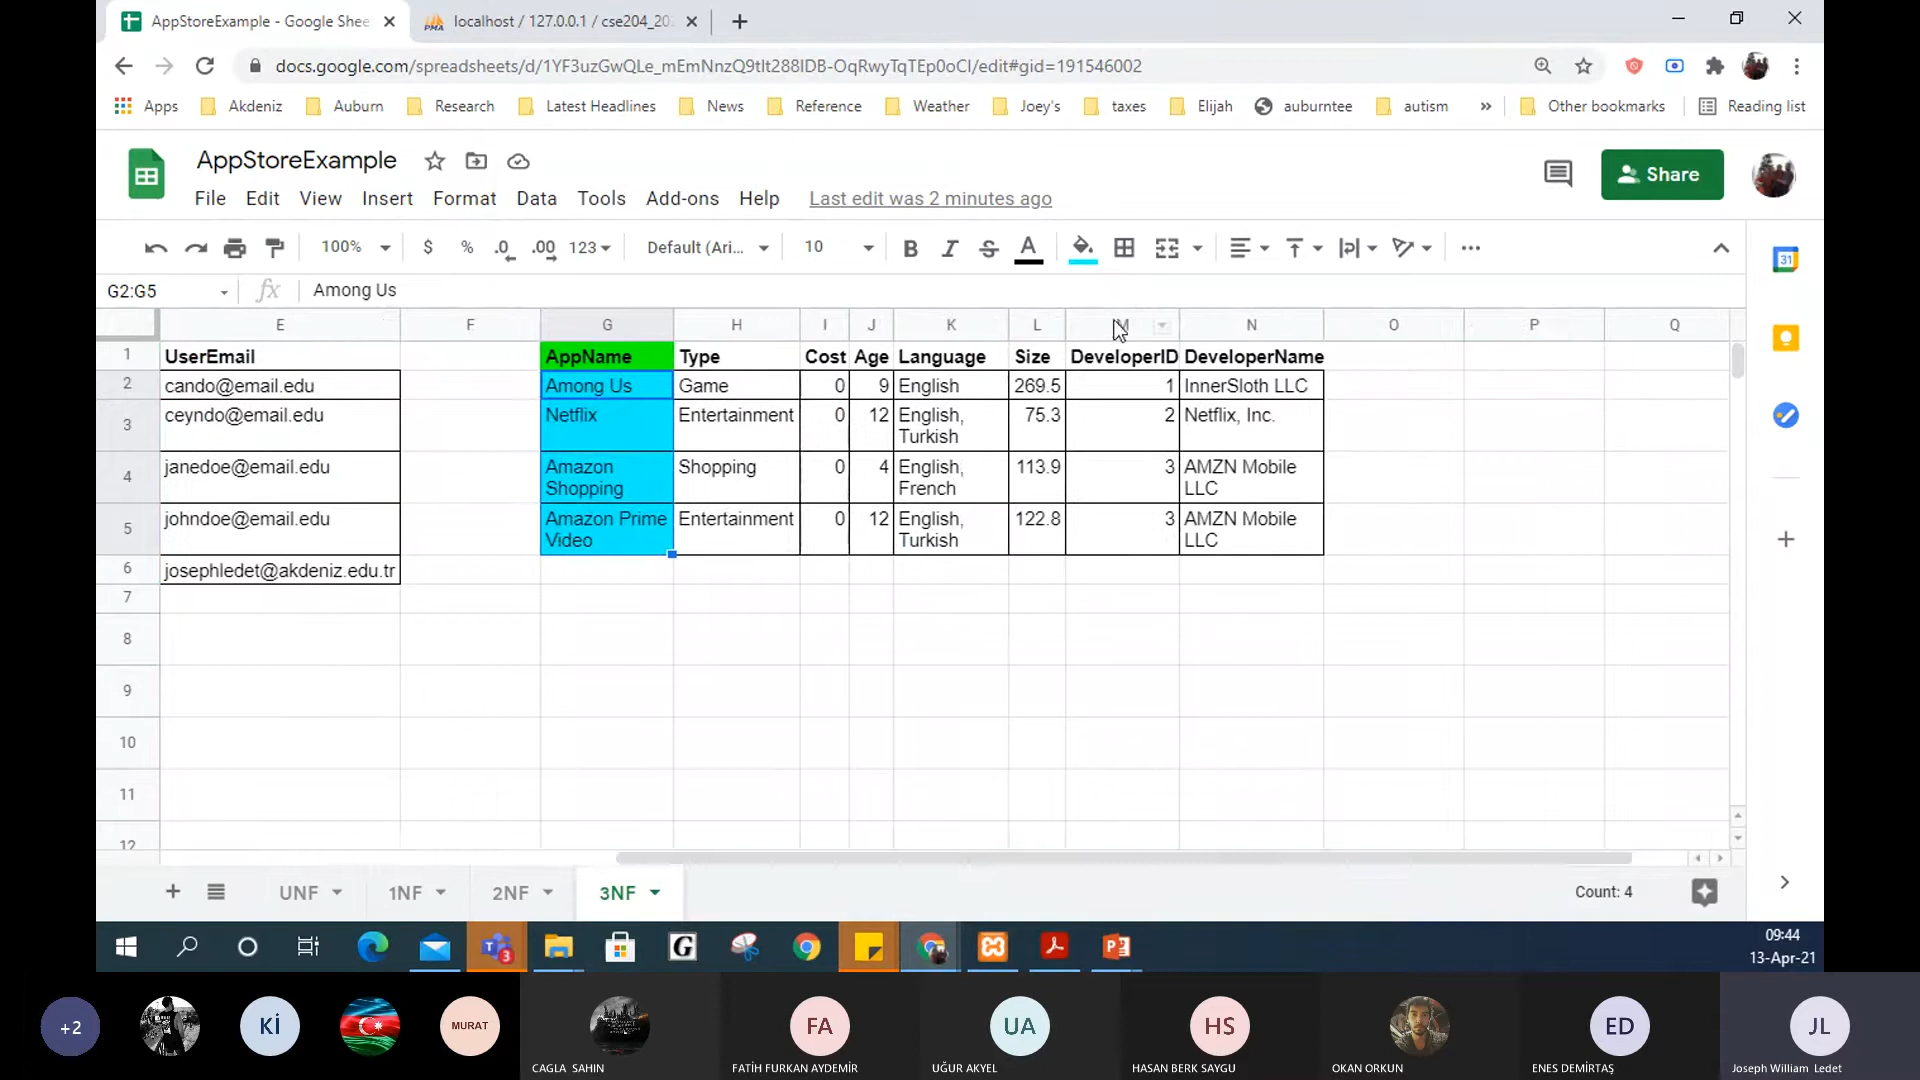 AppStoreExample - Google Shee
localhost / 127.0.0.1 / cse204_20
docs.google.com/spreadsheets/d/1YF3uzGwQLe_mEmNnzQ9tIt288IDB-OqRwyTqTEp0oCI/edit#gid=191546002
Apps Akdeniz Auburn Research Latest Headlines News Reference Weather Joey's taxes Elijah auburntee autism » Other bookmarks Reading list
AppStoreExample
Share
File Edit View Insert Format Data Tools Add-ons Help Last edit was 2 minutes ago
100% $ % .0 .00 123 Default (Ari... 10 B I S A
31
G2:G5 fx Among Us
E F G H I J K L M N O P Q
1 UserEmail AppName Type Cost Age Language Size DeveloperID DeveloperName
2 cando@email.edu Among Us Game 0 9 English 269.5 1 InnerSloth LLC
3 ceyndo@email.edu Netflix Entertainment 0 12 English, 75.3 2 Netflix, Inc.
Turkish
4 janedoe@email.edu Amazon Shopping 0 4 English, 113.9 3 AMZN Mobile
Shopping French LLC
5 johndoe@email.edu Amazon Prime Entertainment 0 12 English, 122.8 3 AMZN Mobile
Video Turkish LLC
6 josephledet@akdeniz.edu.tr
7
8
9
10
11
12
+ UNF 1NF 2NF 3NF Count: 4
3 G
09:44
13-Apr-21
+2 Kİ MURAT FA UA HS ED JL
CAGLA SAHIN FATİH FURKAN AYDEMİR UĞUR AKYEL HASAN BERK SAYGU OKAN ORKUN ENES DEMİRTAŞ Joseph William Ledet